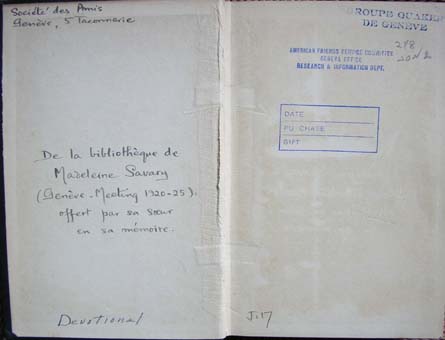 Société des Amis
Genève, 5 Taconnerie
De la bibliothèque de
Madeleine Savary
(Genève-Meeting 1920-25).
offert par sa sœur
en sa mémoire.
Devotional
GROUPE QUAKER
DE GENÈVE
AMERICAN FRIENDS SERVICE COMMITTEE
GENEVA OFFICE
RESEARCH & INFORMATION DEPT.
DATE
PU CHASE
GIFT
J.17